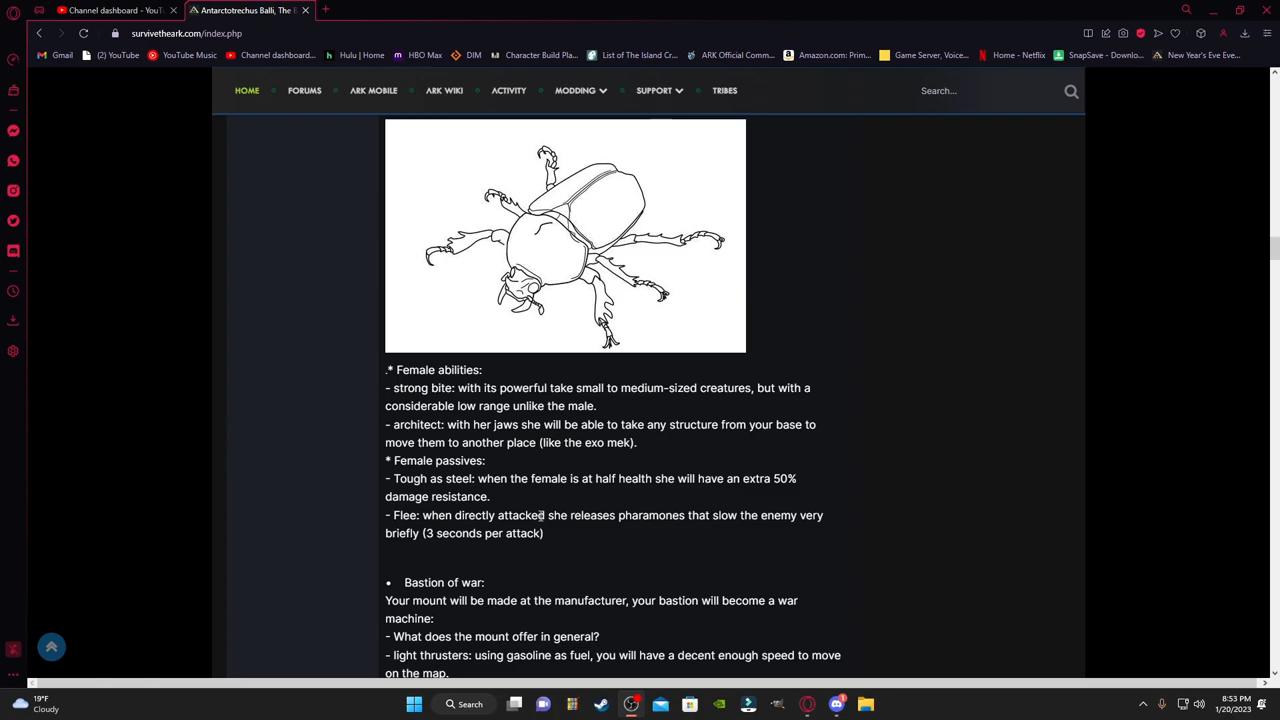 Channel dashboard - YouTu
Antarctotrechus Balli, The B
survivetheark.com/index.php
Gmail
(2) YouTube
YouTube Music
Channel dashboard...
Hulu | Home
HBO Max
DIM
Character Build Pla...
List of The Island Cr...
ARK Official Comm...
Amazon.com: Prim...
Game Server, Voice...
Home - Netflix
SnapSave - Downlo...
New Year's Eve Eve...
HOME
FORUMS
ARK MOBILE
ARK WIKI
ACTIVITY
MODDING
SUPPORT
TRIBES
Search...
.* Female abilities:
- strong bite: with its powerful take small to medium-sized creatures, but with a
considerable low range unlike the male.
- architect: with her jaws she will be able to take any structure from your base to
move them to another place (like the exo mek).
* Female passives:
- Tough as steel: when the female is at half health she will have an extra 50%
damage resistance.
- Flee: when directly attacked she releases pharamones that slow the enemy very
briefly (3 seconds per attack)
• Bastion of war:
Your mount will be made at the manufacturer, your bastion will become a war
machine:
- What does the mount offer in general?
- light thrusters: using gasoline as fuel, you will have a decent enough speed to move
on the map.
19°F
Cloudy
Search
1
8:53 PM
1/20/2023